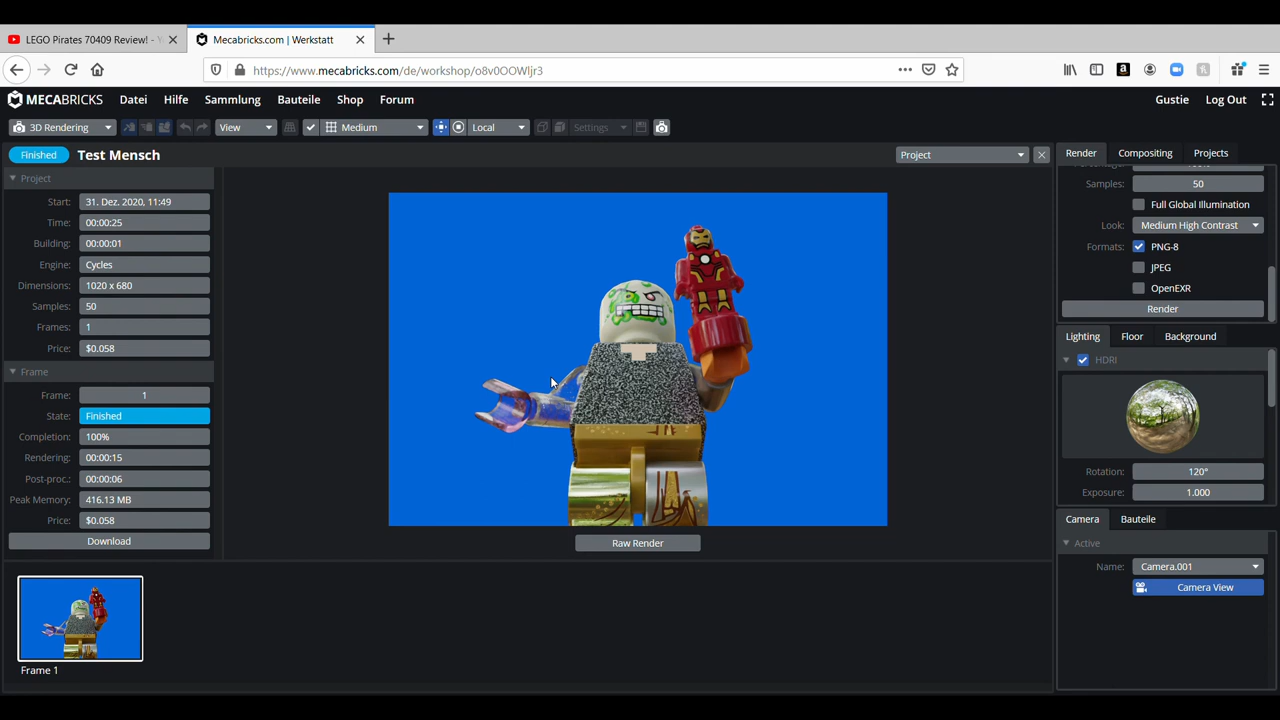 LEGO Pirates 70409 Review! -
Mecabricks.com | Werkstatt
https://www.mecabricks.com/de/workshop/o8v0OOWljr3
MECABRICKS Datei Hilfe Sammlung Bauteile Shop Forum Gustie Log Out
3D Rendering View Medium Local Settings
Finished Test Mensch Project
Project
Start: 31. Dez. 2020, 11:49
Time: 00:00:25
Building: 00:00:01
Engine: Cycles
Dimensions: 1020 x 680
Samples: 50
Frames: 1
Price: $0.058
Frame
Frame: 1
State: Finished
Completion: 100%
Rendering: 00:00:15
Post-proc.: 00:00:06
Peak Memory: 416.13 MB
Price: $0.058
Download
Raw Render
Frame 1
Render Compositing Projects
Samples: 50
Full Global Illumination
Look: Medium High Contrast
Formats: PNG-8
JPEG
OpenEXR
Render
Lighting Floor Background
HDRI
Rotation: 120°
Exposure: 1.000
Camera Bauteile
Active
Name: Camera.001
Camera View